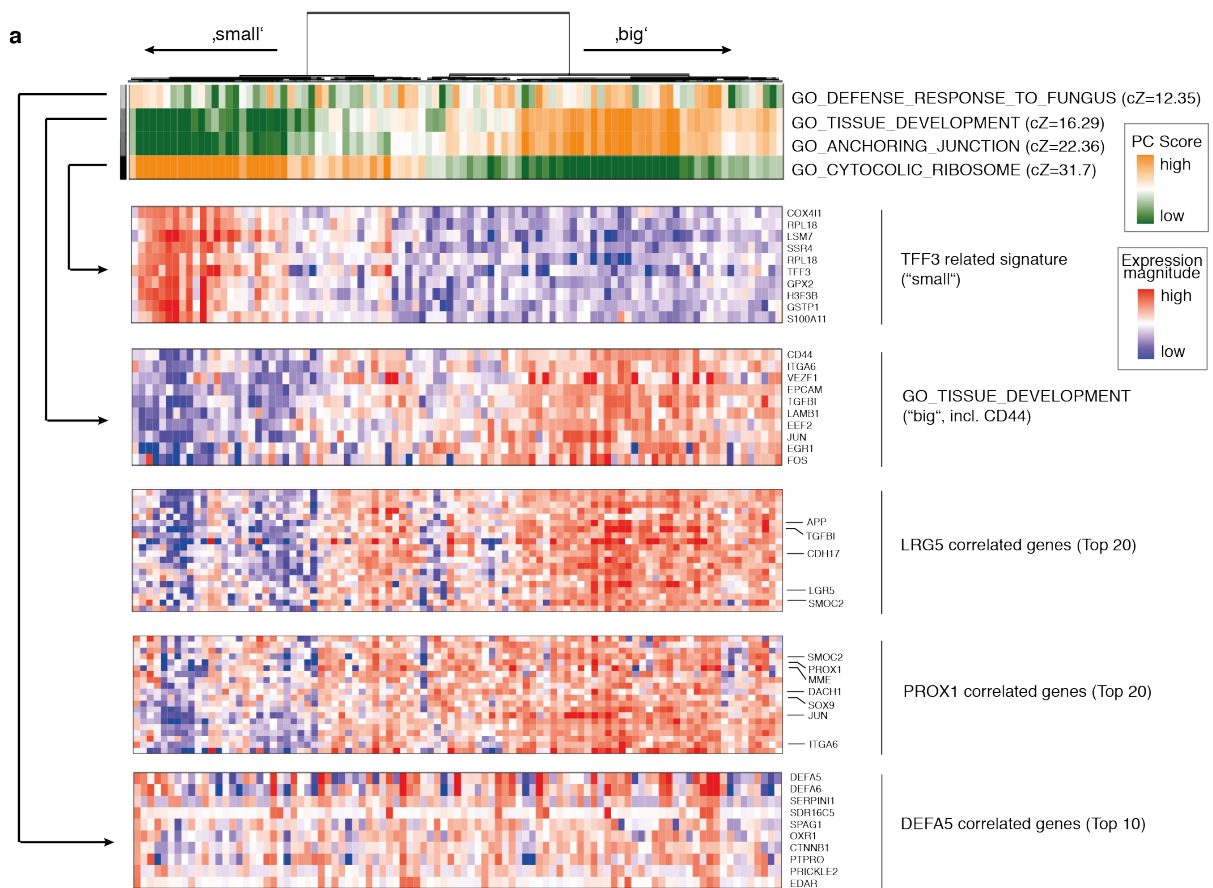 a
‚small‘
‚big‘
GO_DEFENSE_RESPONSE_TO_FUNGUS (cZ=12.35)
GO_TISSUE_DEVELOPMENT (cZ=16.29)
GO_ANCHORING_JUNCTION (cZ=22.36)
GO_CYTOCOLIC_RIBOSOME (cZ=31.7)
PC Score
high
low
COX4I1
RPL18
LSM7
SSR4
RPL18
TFF3
GPX2
H3F3B
GSTP1
S100A11
TFF3 related signature
(“small“)
Expression
magnitude
high
low
CD44
ITGA6
VEZF1
EPCAM
TGFBI
LAMB1
EEF2
JUN
EGR1
FOS
GO_TISSUE_DEVELOPMENT
(“big“, incl. CD44)
APP
TGFBI
CDH17
LGR5
SMOC2
LRG5 correlated genes (Top 20)
SMOC2
PROX1
MME
DACH1
SOX9
JUN
ITGA6
PROX1 correlated genes (Top 20)
DEFA5
DEFA6
SERPINI1
SDR16C5
SPAG1
OXR1
CTNNB1
PTPRO
PRICKLE2
EDAR
DEFA5 correlated genes (Top 10)